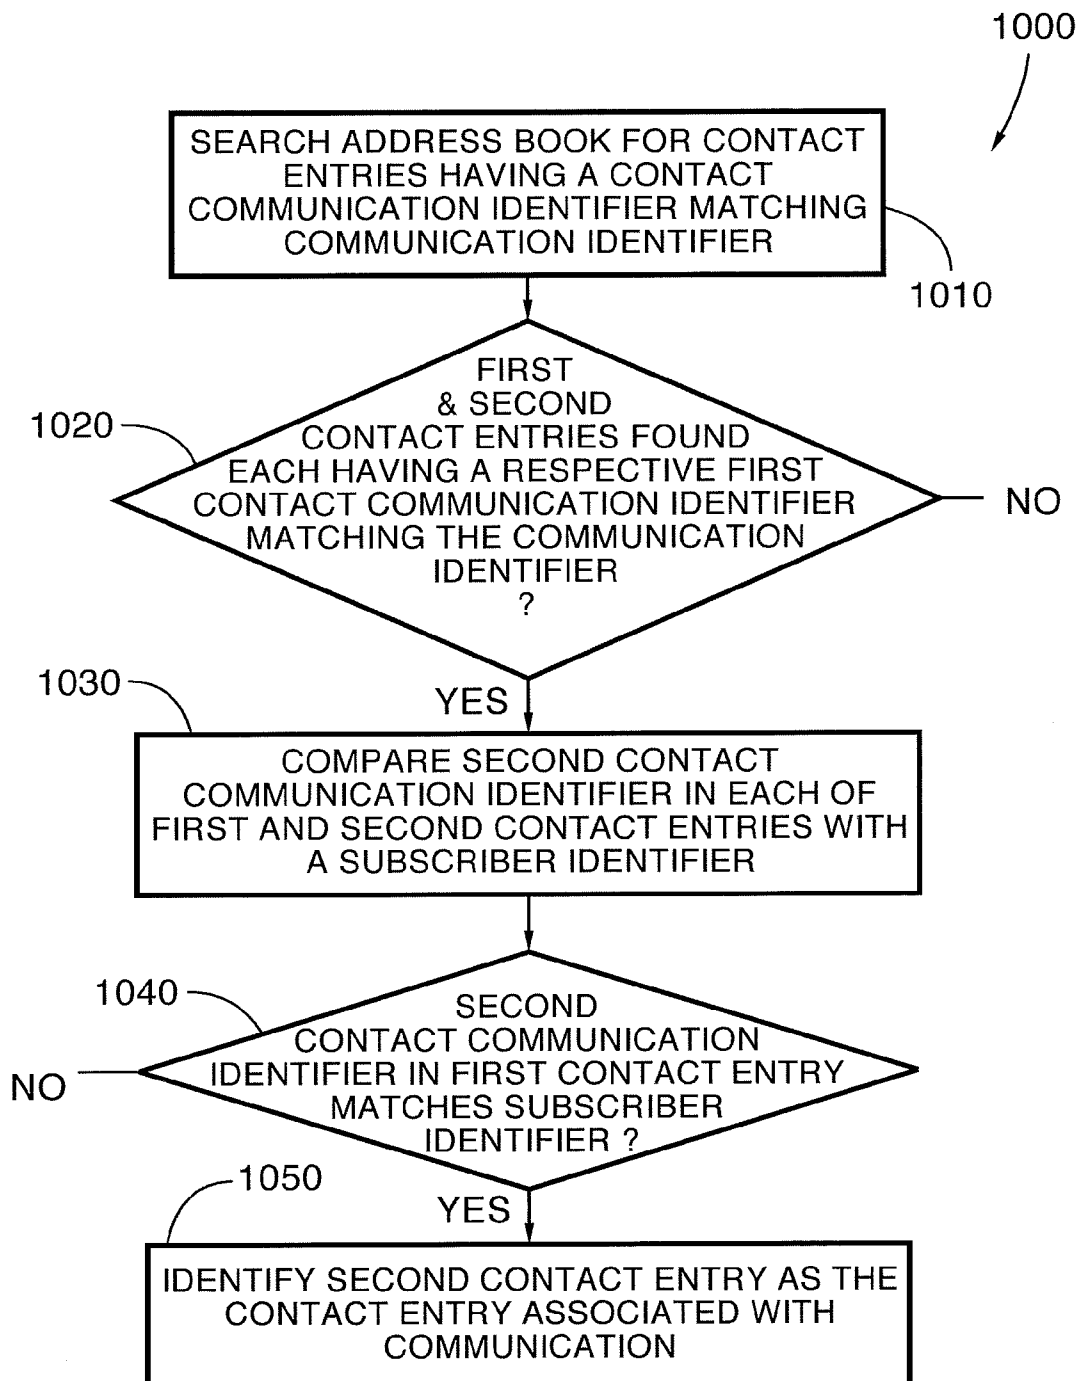 1000
SEARCH ADDRESS BOOK FOR CONTACT
ENTRIES HAVING A CONTACT
COMMUNICATION IDENTIFIER MATCHING
COMMUNICATION IDENTIFIER
1010
FIRST
& SECOND
CONTACT ENTRIES FOUND
EACH HAVING A RESPECTIVE FIRST
CONTACT COMMUNICATION IDENTIFIER
MATCHING THE COMMUNICATION
IDENTIFIER
?
1020
NO
YES
1030
COMPARE SECOND CONTACT
COMMUNICATION IDENTIFIER IN EACH OF
FIRST AND SECOND CONTACT ENTRIES WITH
A SUBSCRIBER IDENTIFIER
1040
SECOND
CONTACT COMMUNICATION
IDENTIFIER IN FIRST CONTACT ENTRY
MATCHES SUBSCRIBER
IDENTIFIER ?
NO
YES
1050
IDENTIFY SECOND CONTACT ENTRY AS THE
CONTACT ENTRY ASSOCIATED WITH
COMMUNICATION